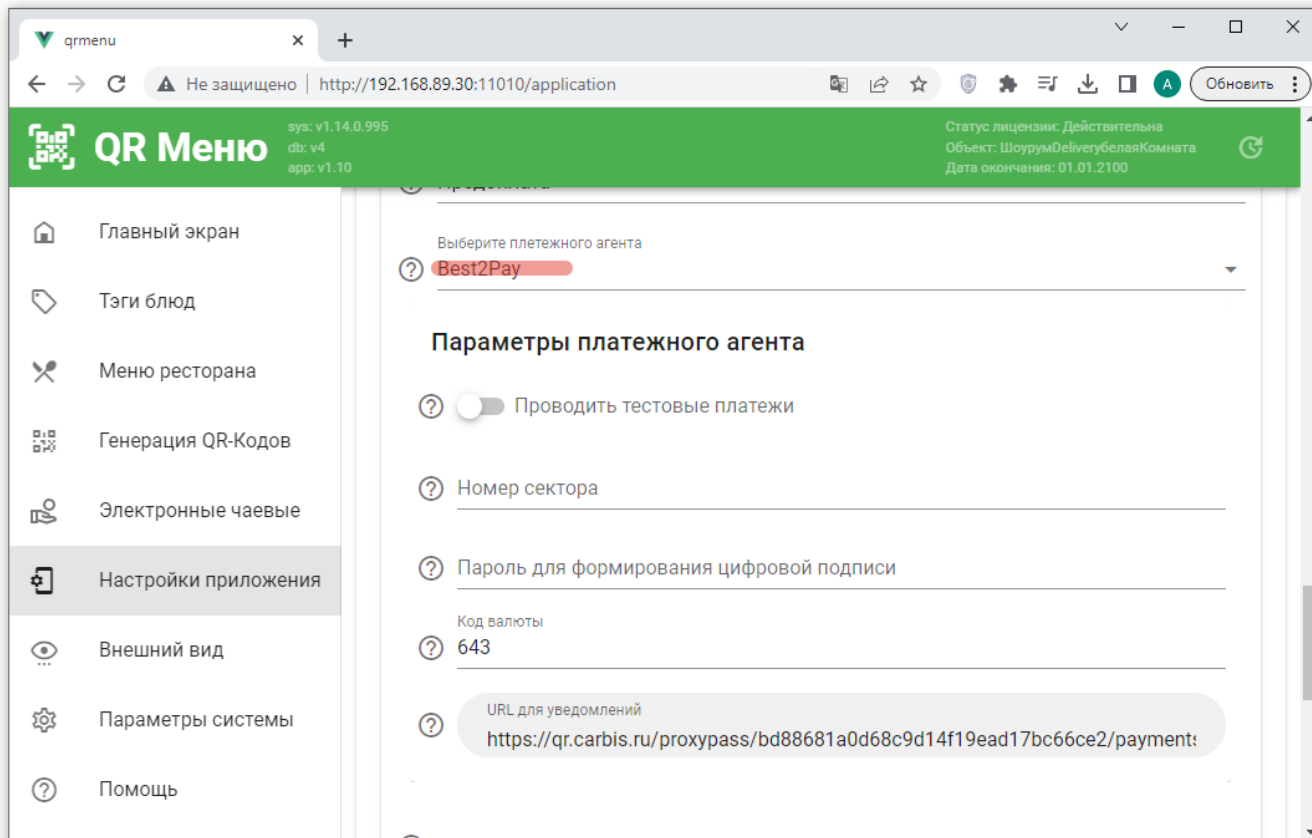 qrmenu
Не защищено http://192.168.89.30:11010/application
А
Обновить
QR Меню
sys: v1.14.0.995
db: v4
app: v1.10
Статус лицензии: Действительна
Объект: ШоурумDeliveryбелаяКомната
Дата окончания: 01.01.2100
Главный экран
Тэги блюд
Меню ресторана
Генерация QR-Кодов
Электронные чаевые
Настройки приложения
Внешний вид
Параметры системы
Помощь
Выберите плетежного агента
Best2Pay
Параметры платежного агента
Проводить тестовые платежи
Номер сектора
Пароль для формирования цифровой подписи
Код валюты
643
URL для уведомлений
https://qr.carbis.ru/proxypass/bd88681a0d68c9d14f19ead17bc66ce2/payments